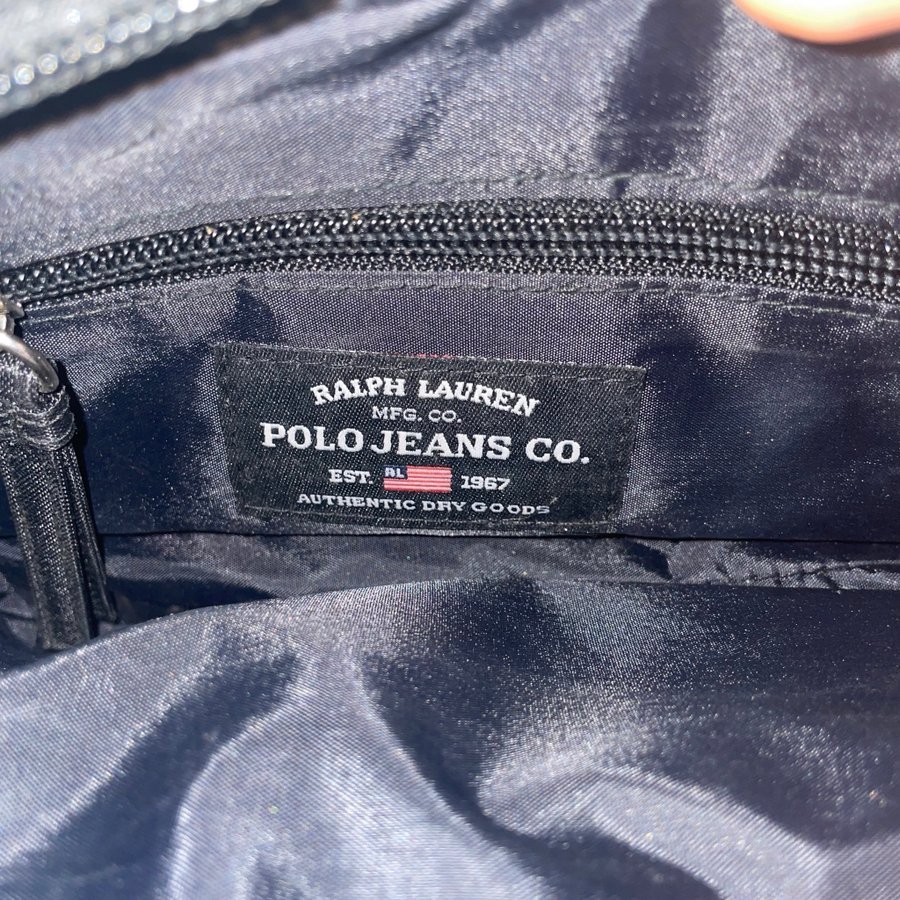 RALPH LAUREN
MFG. CO.
POLO JEANS CO.
EST. RL 1967
AUTHENTIC DRY GOODS